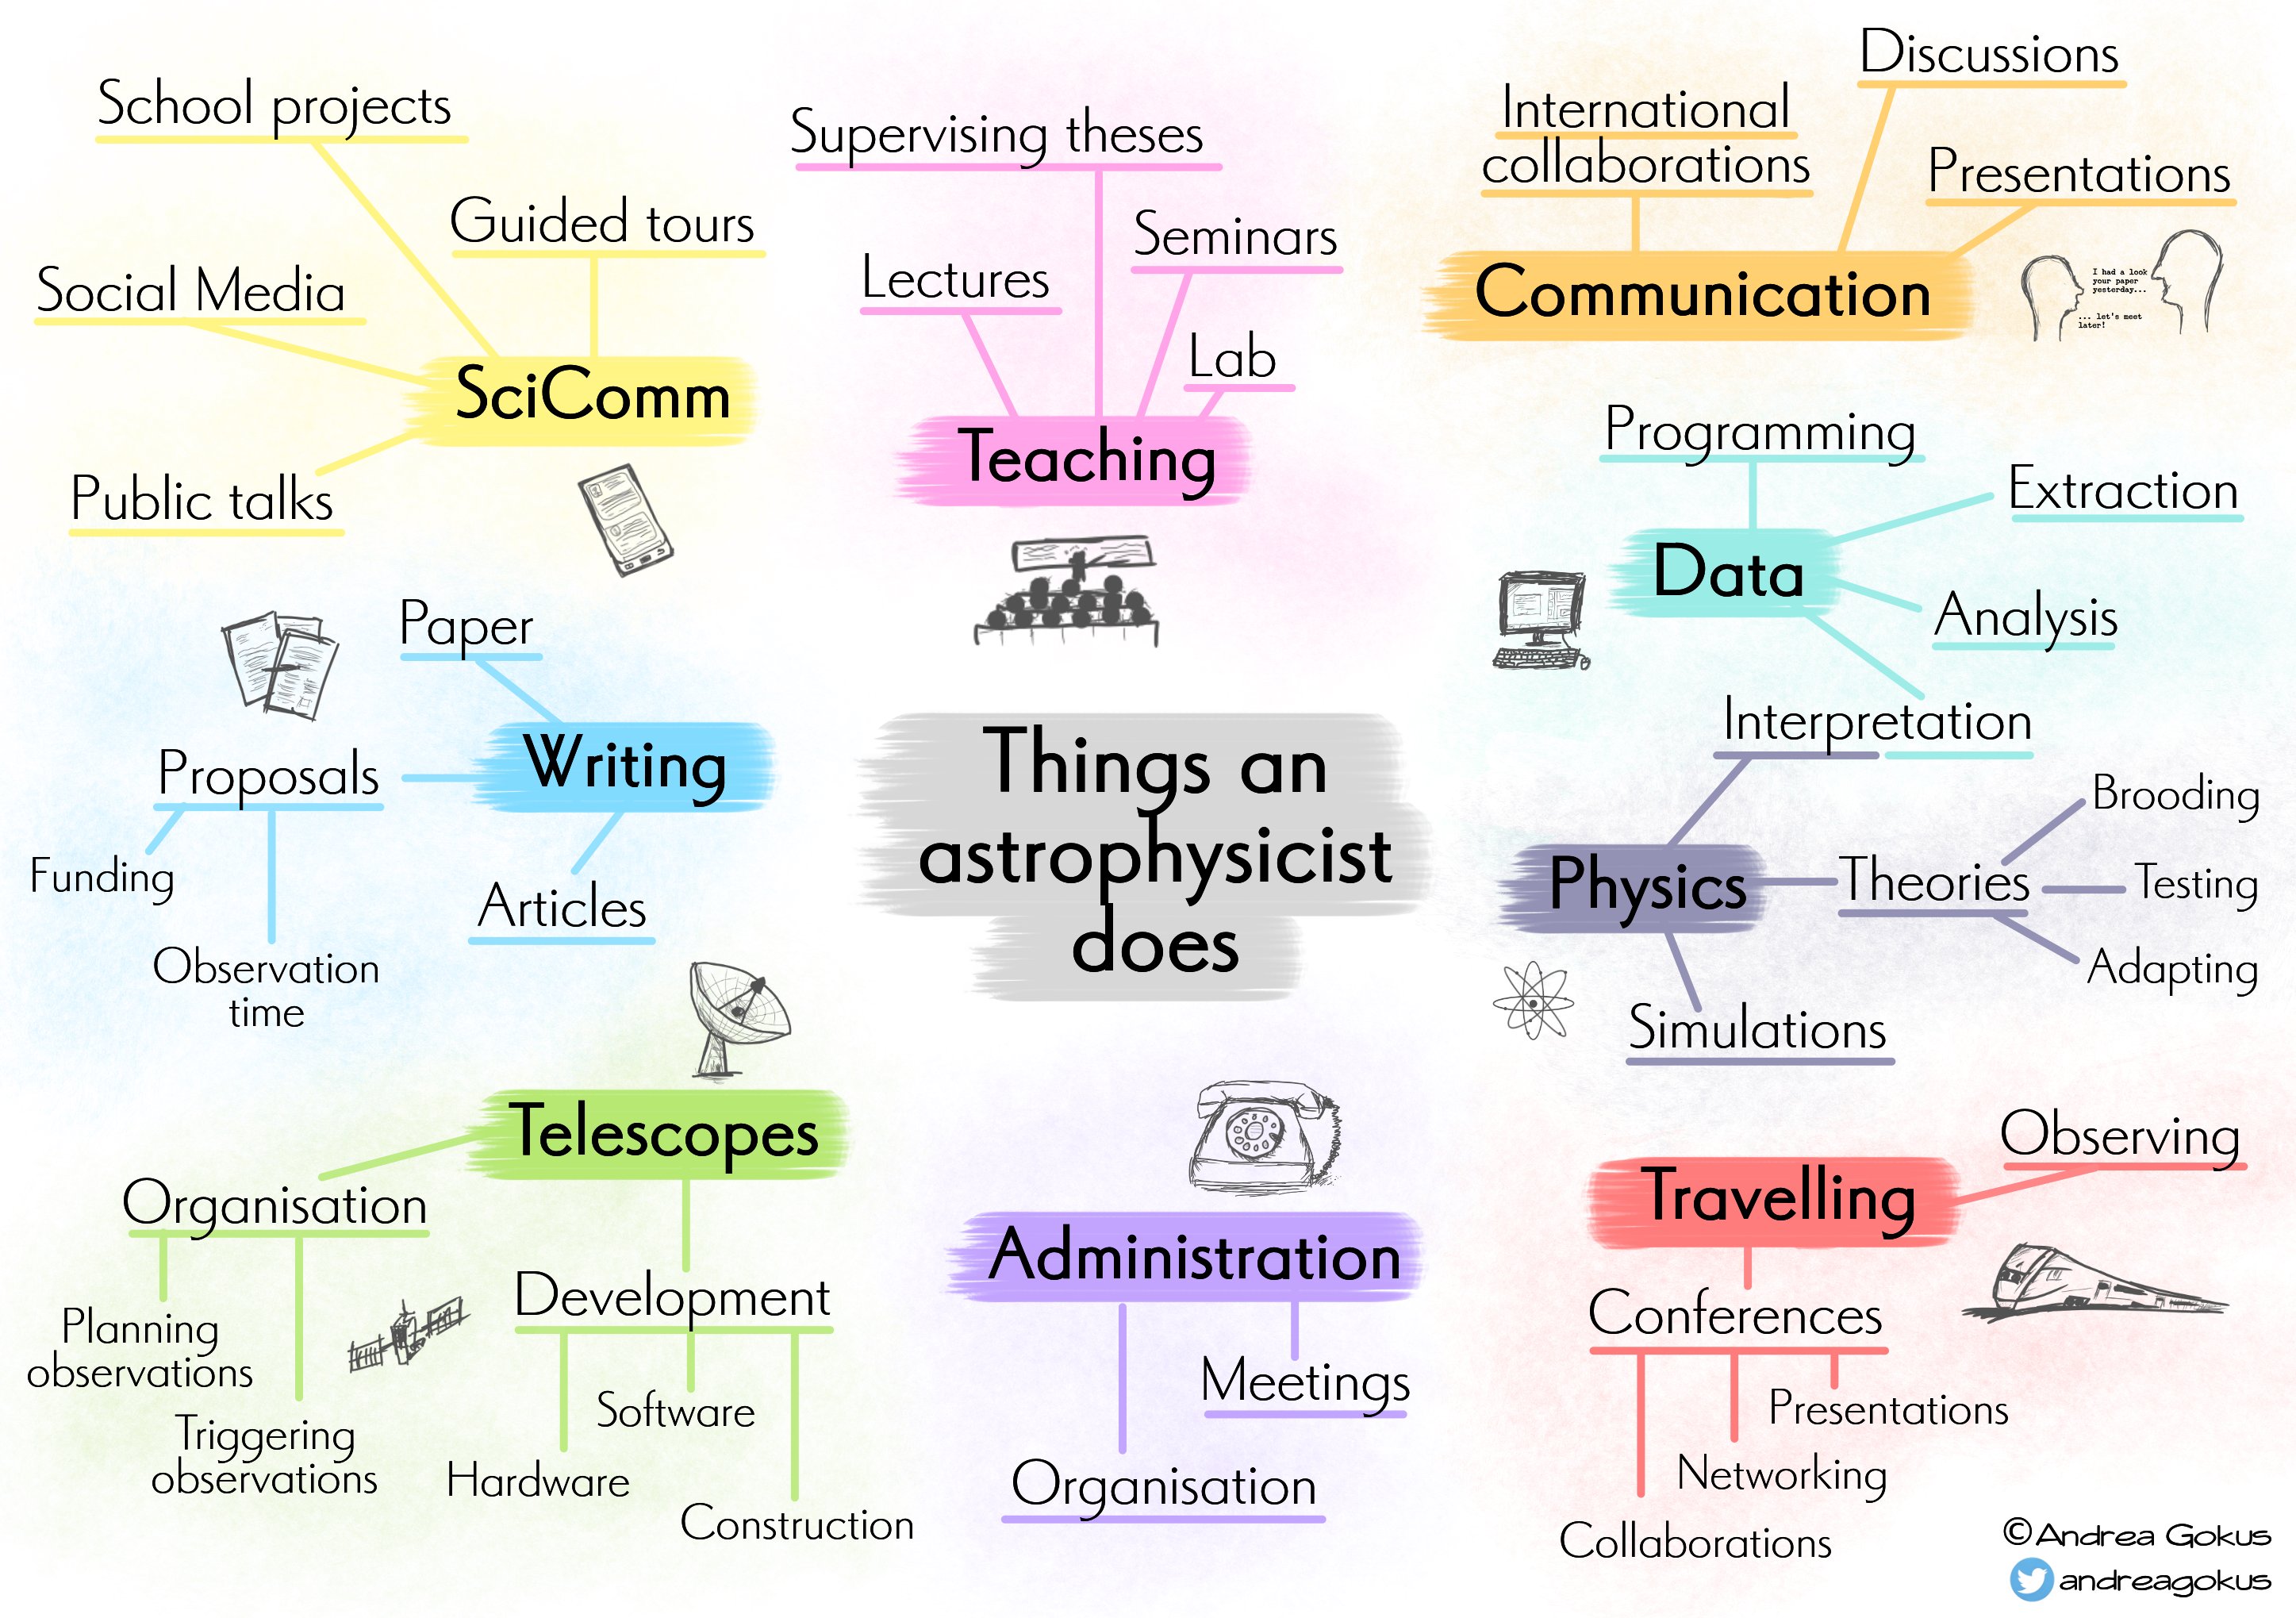 School projects
Guided tours
Social Media
SciComm
Public talks
Supervising theses
Seminars
Lectures
Lab
Teaching
Discussions
International
collaborations
Presentations
Communication
I had a look
your paper
yesterday...
... let's meet
later!
Programming
Extraction
Data
Analysis
Interpretation
Paper
Writing
Proposals
Funding
Observation
time
Articles
Things an
astrophysicist
does
Physics
Theories
Brooding
Testing
Adapting
Simulations
Telescopes
Organisation
Planning
observations
Triggering
observations
Development
Software
Hardware
Construction
Administration
Meetings
Organisation
Observing
Travelling
Conferences
Presentations
Networking
Collaborations
©Andrea Gokus
andreagokus